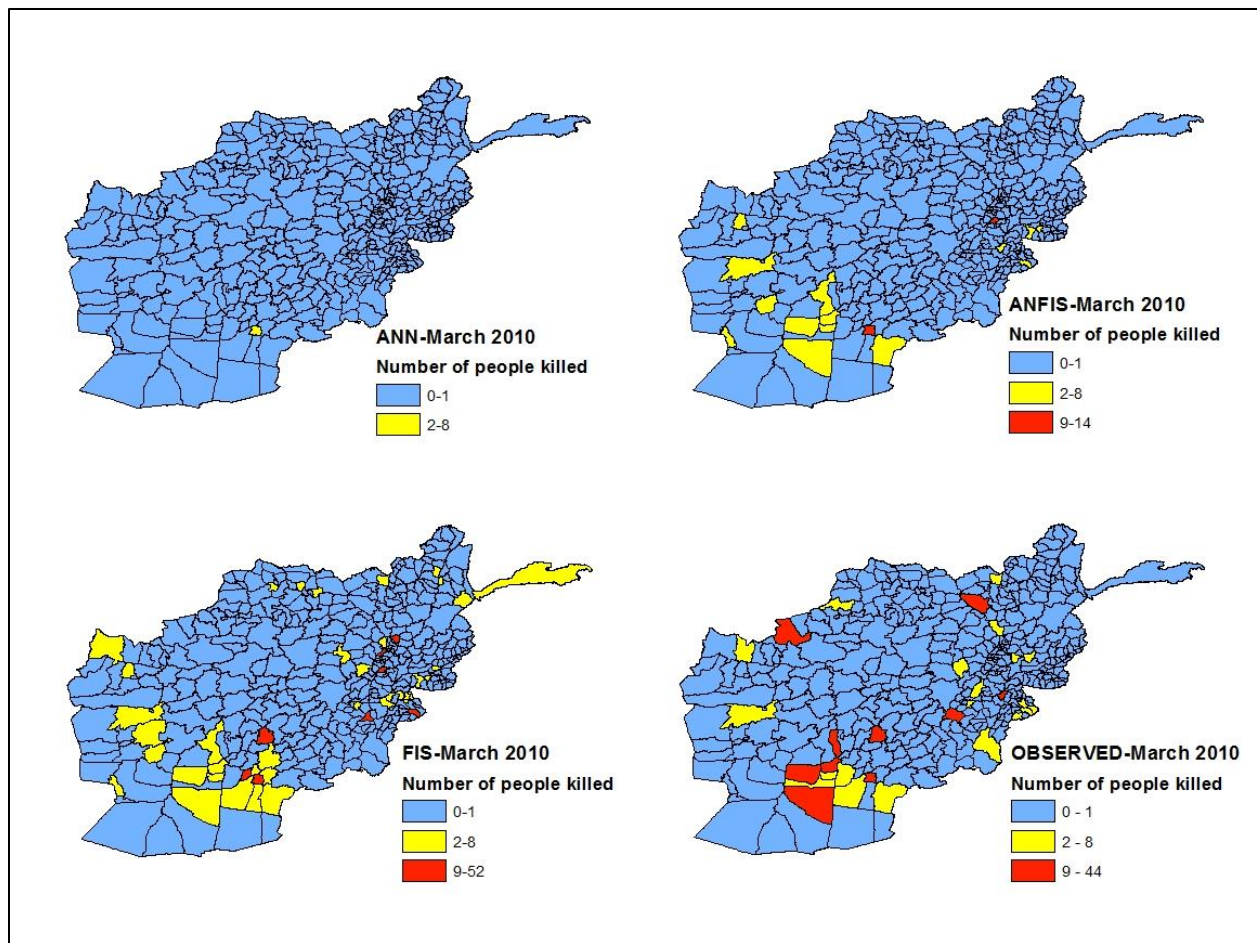 ANN-March 2010
Number of people killed
0-1
2-8
ANFIS-March 2010
Number of people killed
0-1
2-8
9-14
FIS-March 2010
Number of people killed
0-1
2-8
9-52
OBSERVED-March 2010
Number of people killed
0 - 1
2 - 8
9 - 44